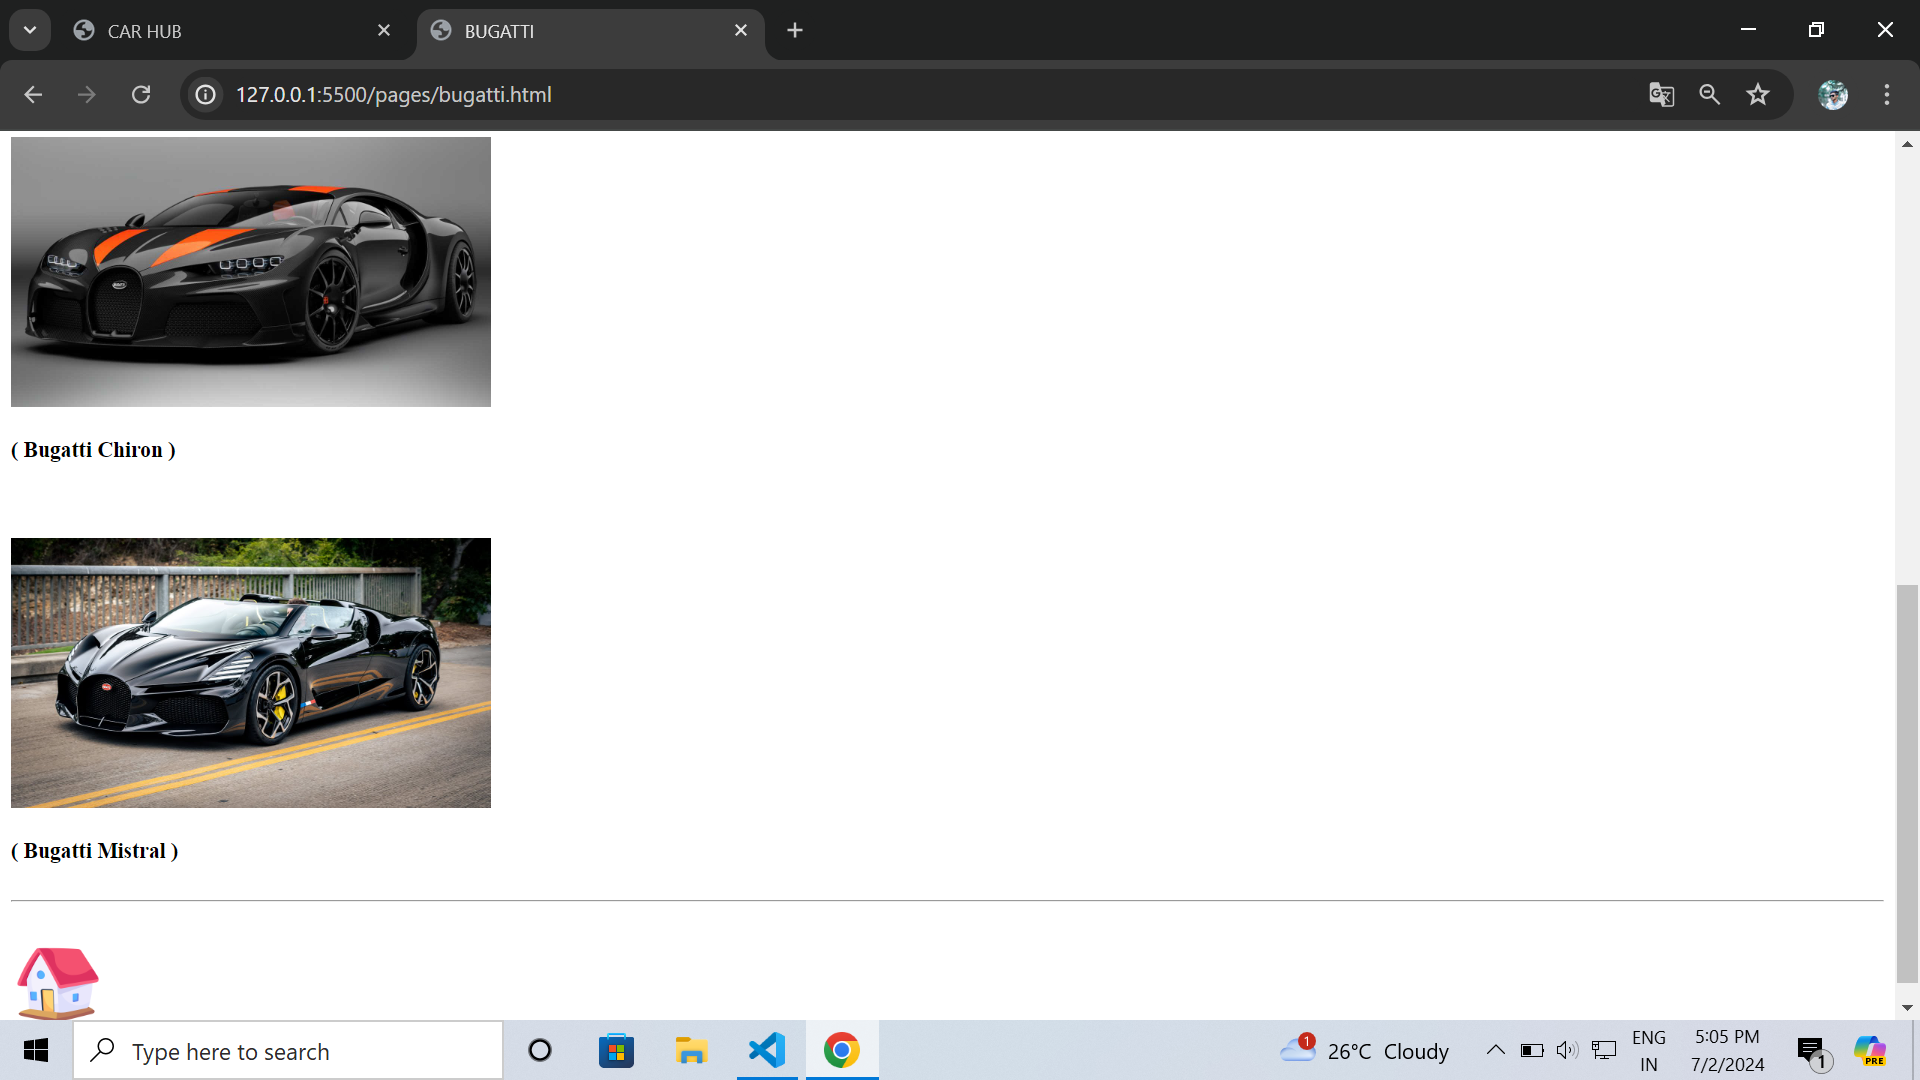 CAR HUB
BUGATTI
127.0.0.1:5500/pages/bugatti.html
( Bugatti Chiron )
( Bugatti Mistral )
Type here to search
1
26°C Cloudy
ENG
IN
5:05 PM
7/2/2024
1
PRE